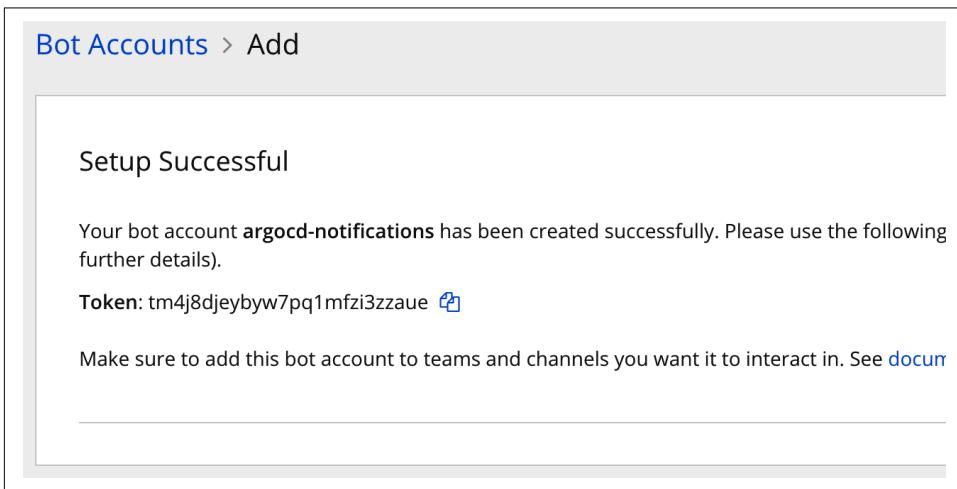 Bot Accounts > Add
Setup Successful
Your bot account argocd-notifications has been created successfully. Please use the following
further details).
Token: tm4j8djeybyw7pq1mfzi3zzaue
Make sure to add this bot account to teams and channels you want it to interact in. See docum